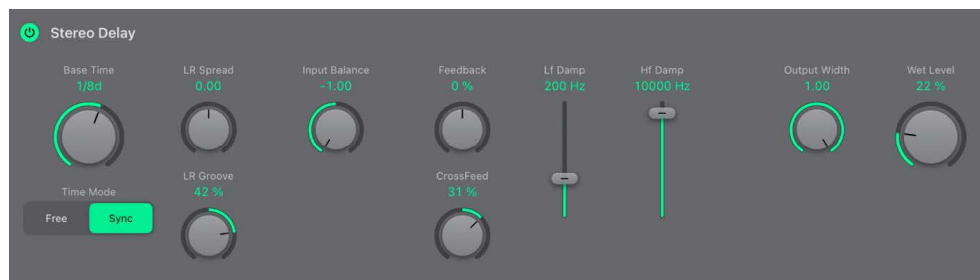 Stereo Delay
Base Time
1/8d
LR Spread
0.00
Input Balance
-1.00
Feedback
0 %
Lf Damp
200 Hz
Hf Damp
10000 Hz
Output Width
1.00
Wet Level
22 %
Time Mode
Free
Sync
LR Groove
42 %
CrossFeed
31 %